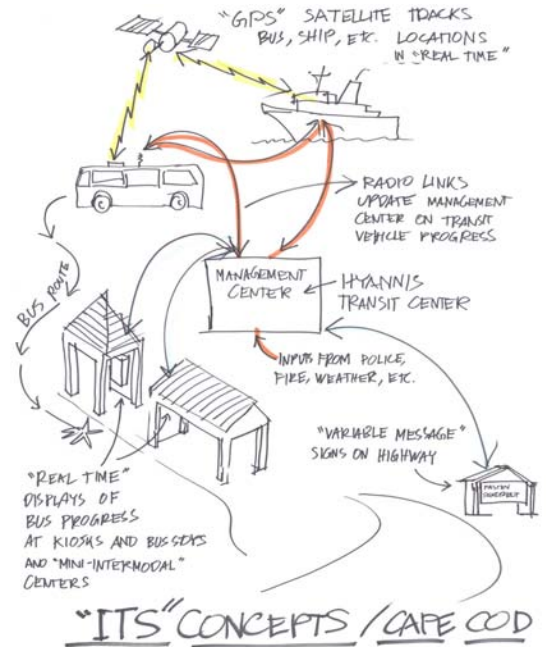 "GPS" SATELLITE TRACKS
BUS, SHIP, ETC. LOCATIONS
IN "REAL TIME"
RADIO LINKS
UPDATE MANAGEMENT
CENTER ON TRANSIT
VEHICLE PROGRESS
MANAGEMENT
CENTER
HYANNIS
TRANSIT CENTER
BUS ROUTE
INPUTS FROM POLICE,
FIRE, WEATHER, ETC.
"VARIABLE MESSAGE"
SIGNS ON HIGHWAY
"REAL TIME"
DISPLAYS OF
BUS PROGRESS
AT KIOSKS AND BUS STOPS
AND "MINI-INTERMODAL"
CENTERS
"ITS" CONCEPTS / CAPE COD